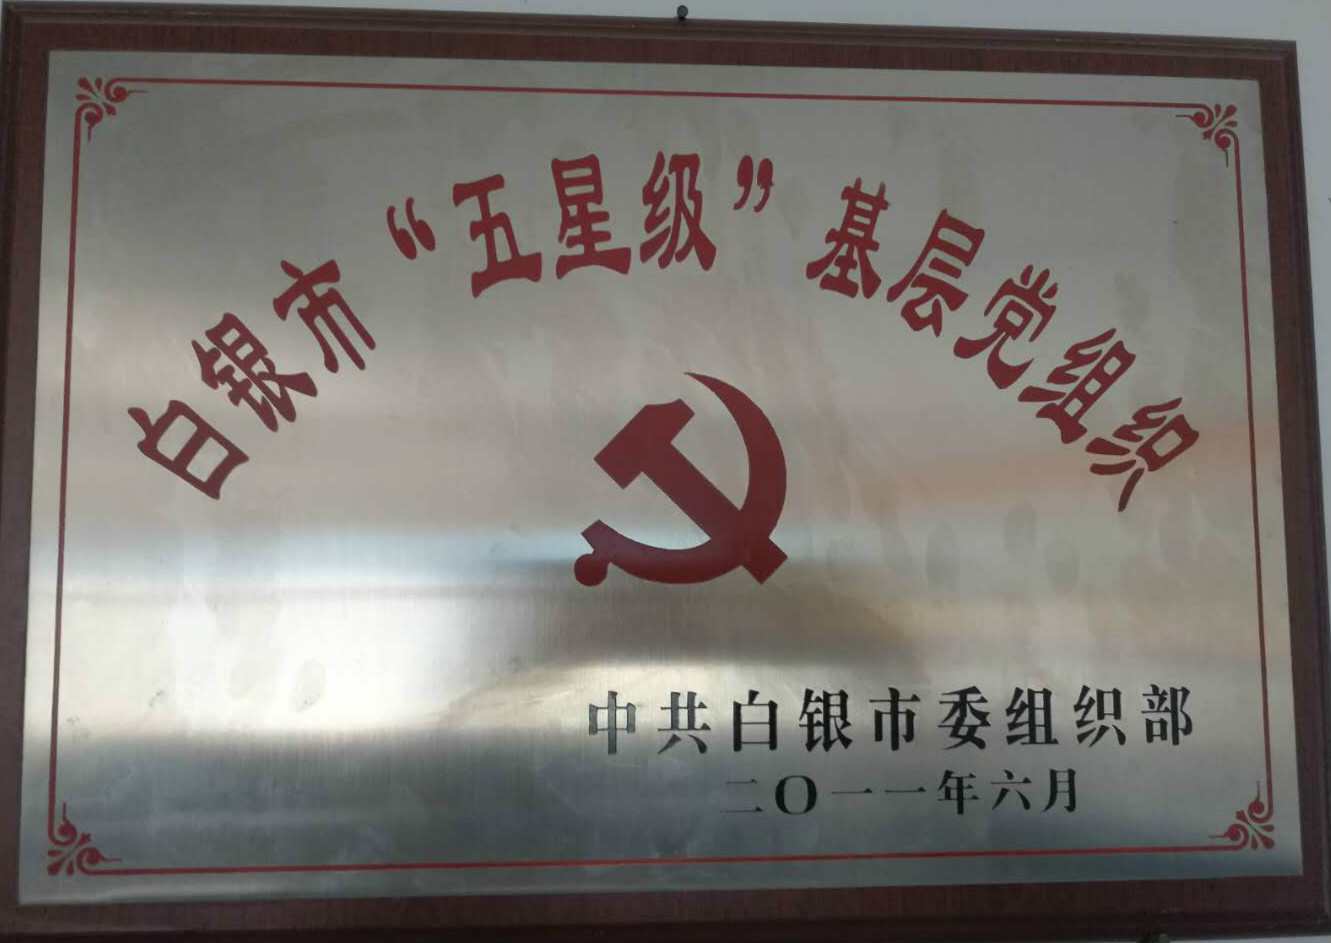 白银市“五星级”基层党组织
中共白银市委组织部
二〇一一年六月